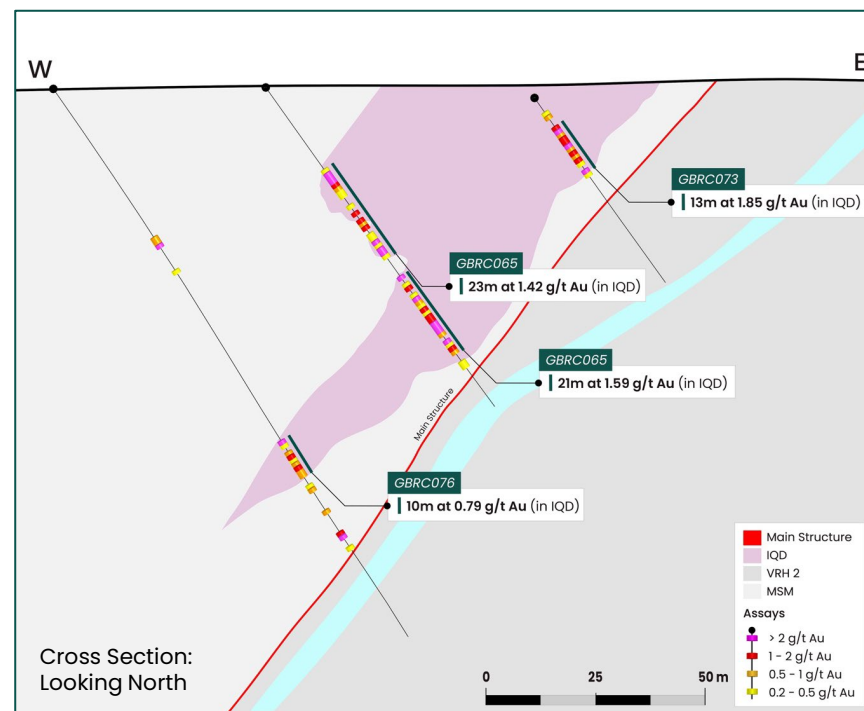 W
E
GBRC073
13m at 1.85 g/t Au (in IQD)
GBRC065
23m at 1.42 g/t Au (in IQD)
GBRC065
21m at 1.59 g/t Au (in IQD)
Main Structure
GBRC076
10m at 0.79 g/t Au (in IQD)
Main Structure
IQD
VRH 2
MSM
Assays
> 2 g/t Au
1 - 2 g/t Au
0.5 - 1 g/t Au
0.2 - 0.5 g/t Au
Cross Section:
Looking North
0 25 50 m